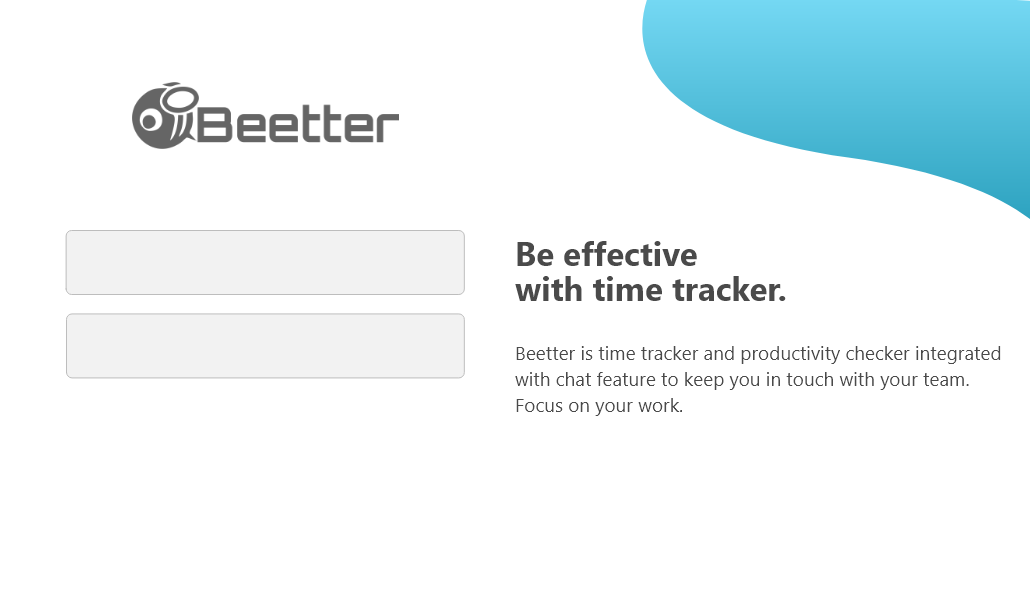 Beetter
Be effective
with time tracker.
Beetter is time tracker and productivity checker integrated
with chat feature to keep you in touch with your team.
Focus on your work.